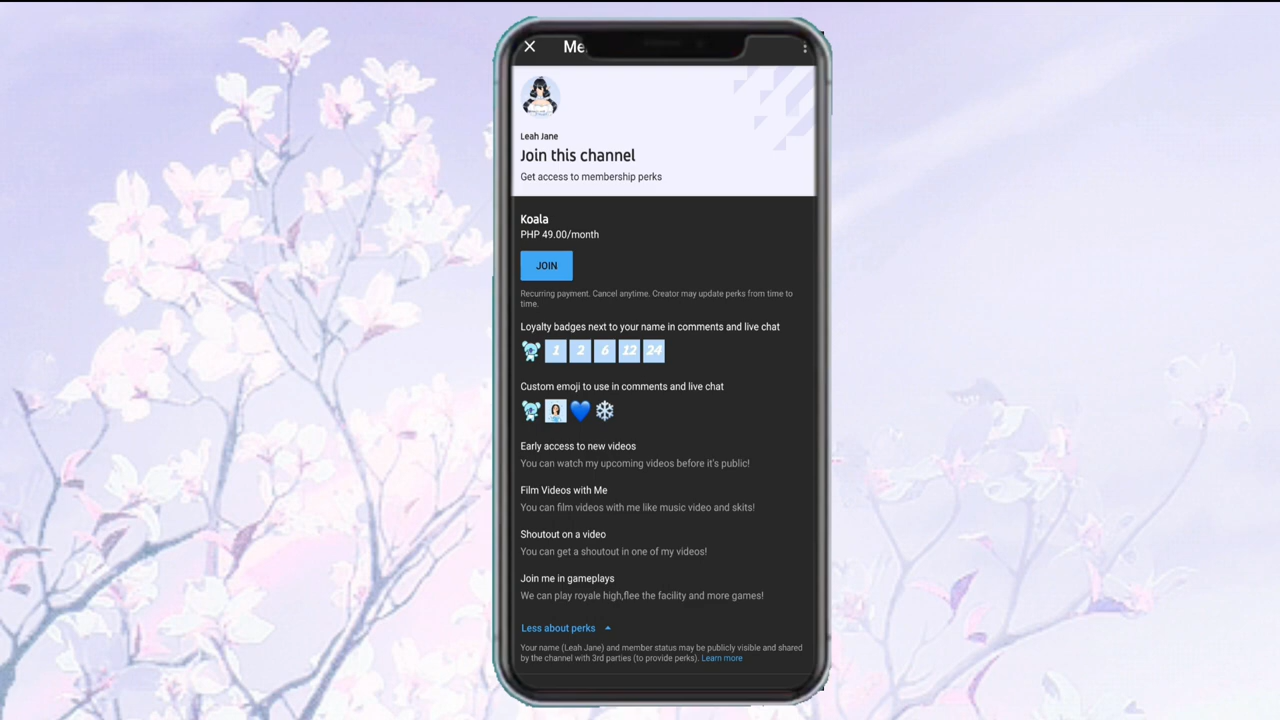 Me
Leah Jane
Join this channel
Get access to membership perks
Koala
PHP 49.00/month
JOIN
Recurring payment. Cancel anytime. Creator may update perks from time to
time.
Loyalty badges next to your name in comments and live chat
1 2 6 12 24
Custom emoji to use in comments and live chat
Early access to new videos
You can watch my upcoming videos before it's public!
Film Videos with Me
You can film videos with me like music video and skits!
Shoutout on a video
You can get a shoutout in one of my videos!
Join me in gameplays
We can play royale high,flee the facility and more games!
Less about perks
Your name (Leah Jane) and member status may be publicly visible and shared
by the channel with 3rd parties (to provide perks). Learn more